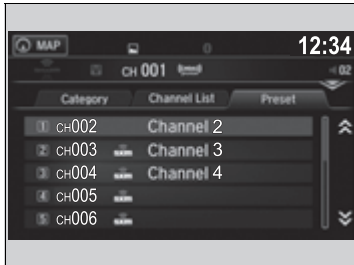 MAP 0 12:34
CH 001 02
Category Channel List Preset
1 CH002 Channel 2
2 CH003 Channel 3
3 CH004 Channel 4
4 CH005
5 CH006